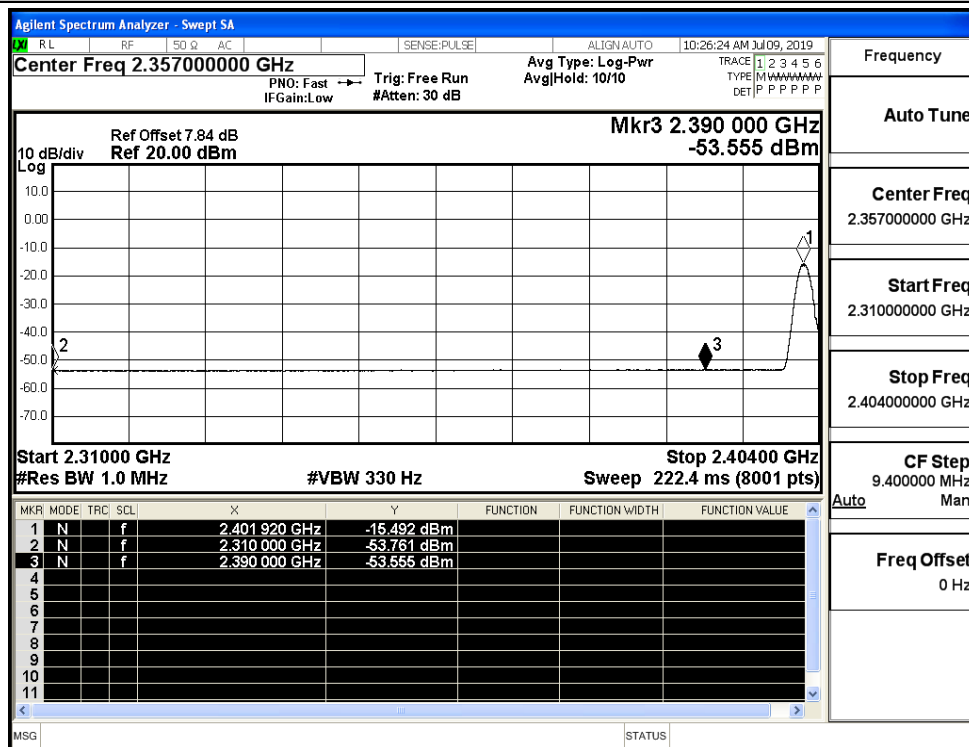 Agilent Spectrum Analyzer - Swept SA
LXI RL RF 50 Ω AC SENSE:PULSE ALIGN AUTO 10:26:24 AM Jul 09, 2019
Center Freq 2.357000000 GHz
PNO: Fast
IFGain:Low
Trig: Free Run
#Atten: 30 dB
Avg Type: Log-Pwr
Avg|Hold: 10/10
TRACE 1 2 3 4 5 6
TYPE M WWWWW
DET P P P P P P
Mkr3 2.390 000 GHz
-53.555 dBm
Ref Offset 7.84 dB
Ref 20.00 dBm
10 dB/div
Log
10.0
0.00
-10.0
-20.0
-30.0
-40.0
-50.0
-60.0
-70.0
1
2
3
Start 2.31000 GHz
Stop 2.40400 GHz
#Res BW 1.0 MHz
#VBW 330 Hz
Sweep 222.4 ms (8001 pts)
MKR MODE TRC SCL X Y FUNCTION FUNCTION WIDTH FUNCTION VALUE
1 N f 2.401 920 GHz -15.492 dBm
2 N f 2.310 000 GHz -53.761 dBm
3 N f 2.390 000 GHz -53.555 dBm
4
5
6
7
8
9
10
11
MSG
STATUS
Frequency
Auto Tune
Center Freq
2.357000000 GHz
Start Freq
2.310000000 GHz
Stop Freq
2.404000000 GHz
CF Step
9.400000 MHz
Auto Man
Freq Offset
0 Hz